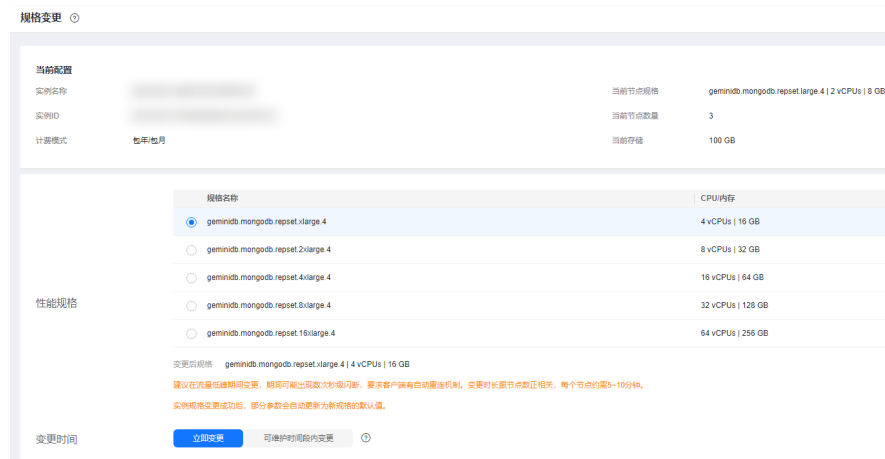 规格变更 ?
当前配置
实例名称
当前节点规格 geminidb.mongodb.repset.large.4 | 2 vCPUs | 8 GB
实例ID
当前节点数量 3
计费模式 包年/包月
当前存储 100 GB
规格名称 CPU/内存
geminidb.mongodb.repset.xlarge.4 4 vCPUs | 16 GB
geminidb.mongodb.repset.2xlarge.4 8 vCPUs | 32 GB
geminidb.mongodb.repset.4xlarge.4 16 vCPUs | 64 GB
性能规格
geminidb.mongodb.repset.8xlarge.4 32 vCPUs | 128 GB
geminidb.mongodb.repset.16xlarge.4 64 vCPUs | 256 GB
变更后规格 geminidb.mongodb.repset.xlarge.4 | 4 vCPUs | 16 GB
建议在流量低峰期间变更，期间可能出现数次秒级闪断，要求客户端有自动重连机制。变更时长跟节点数正相关，每个节点约需5~10分钟。
实例规格变更成功后，部分参数会自动更新为新规格的默认值。
变更时间 立即变更 可维护时间段内变更 ?